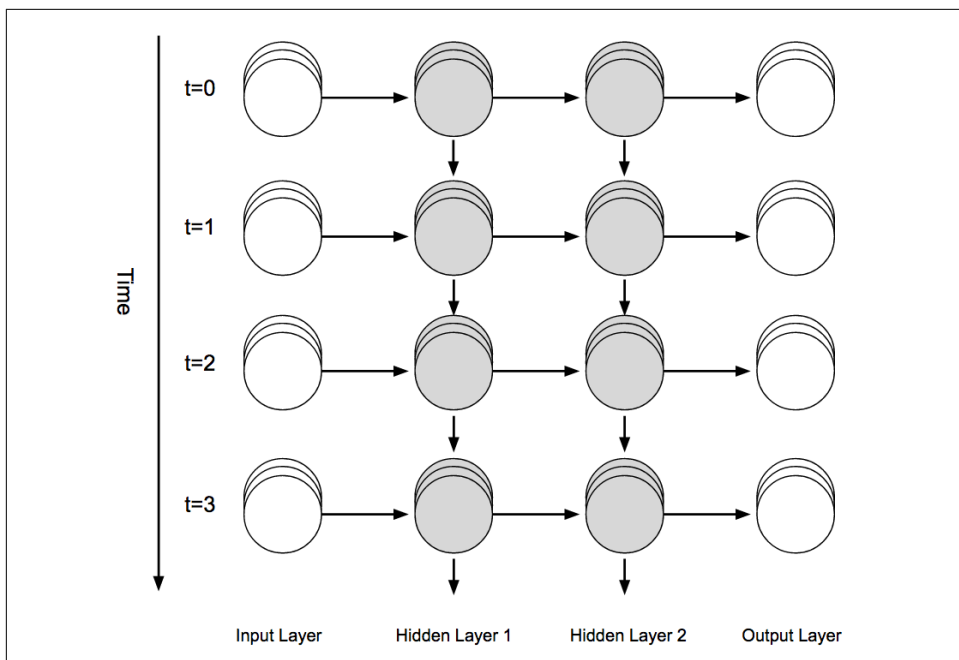 t=0
t=1
Time
t=2
t=3
Input Layer
Hidden Layer 1
Hidden Layer 2
Output Layer